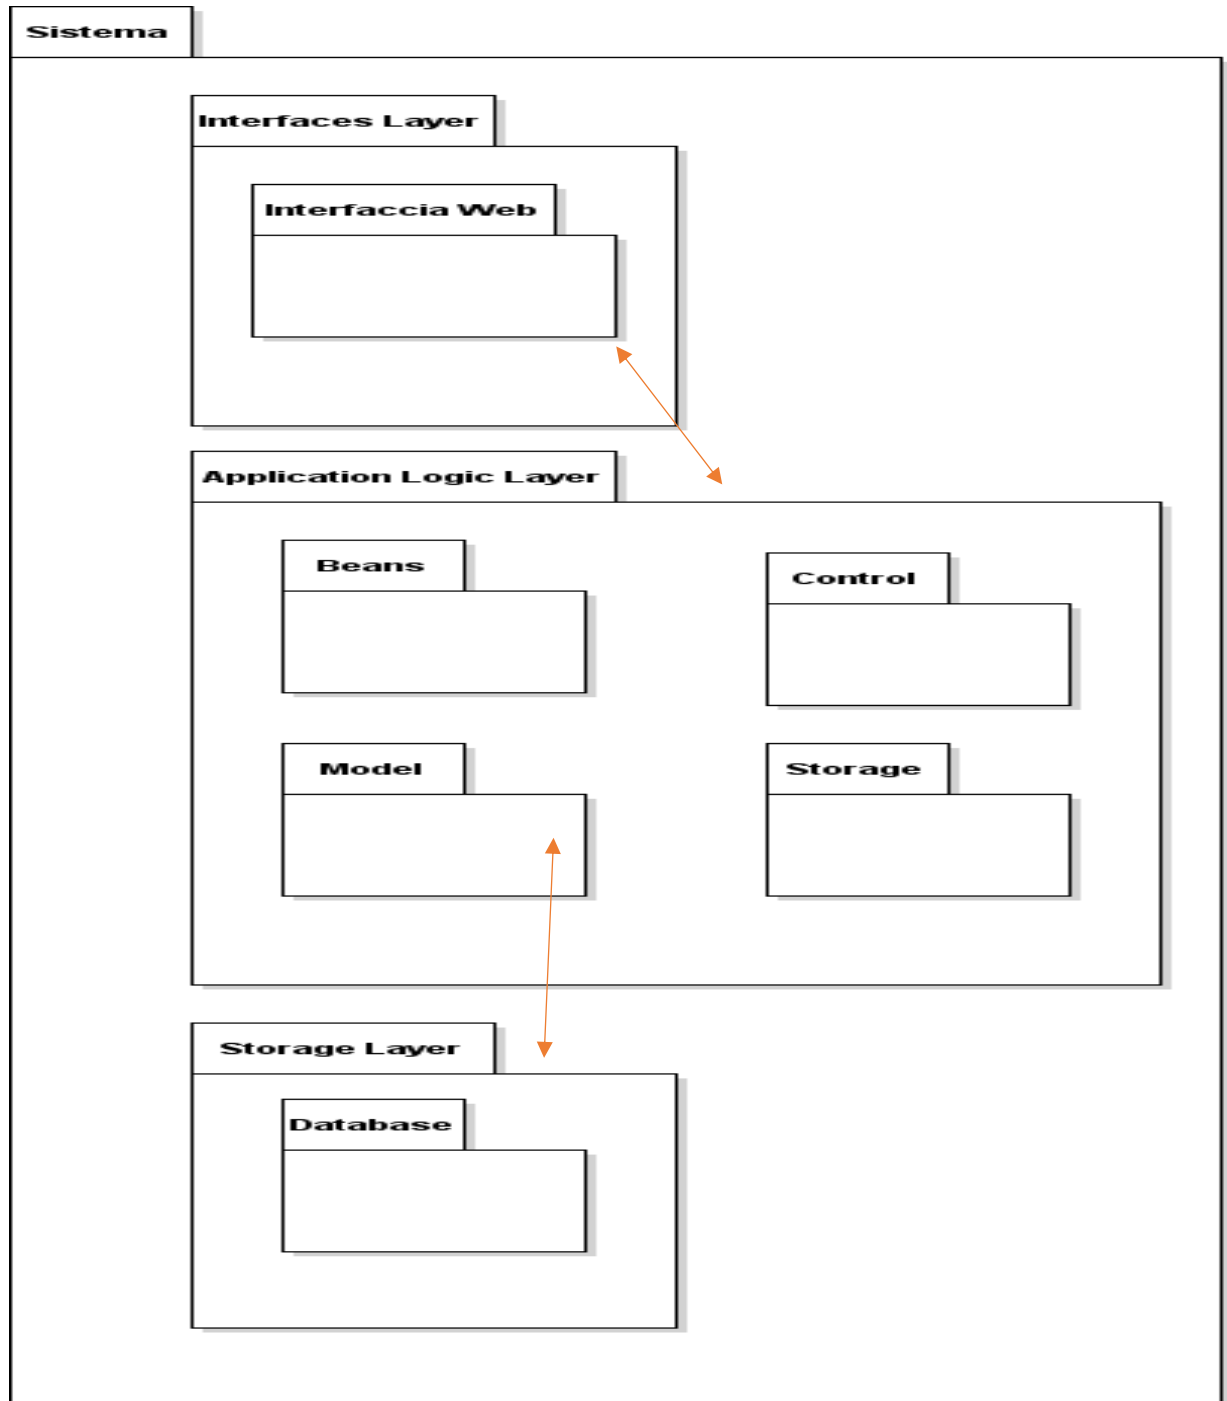 Sistema
Interfaces Layer
Interfaccia Web
Application Logic Layer
Beans
Control
Model
Storage
Storage Layer
Database